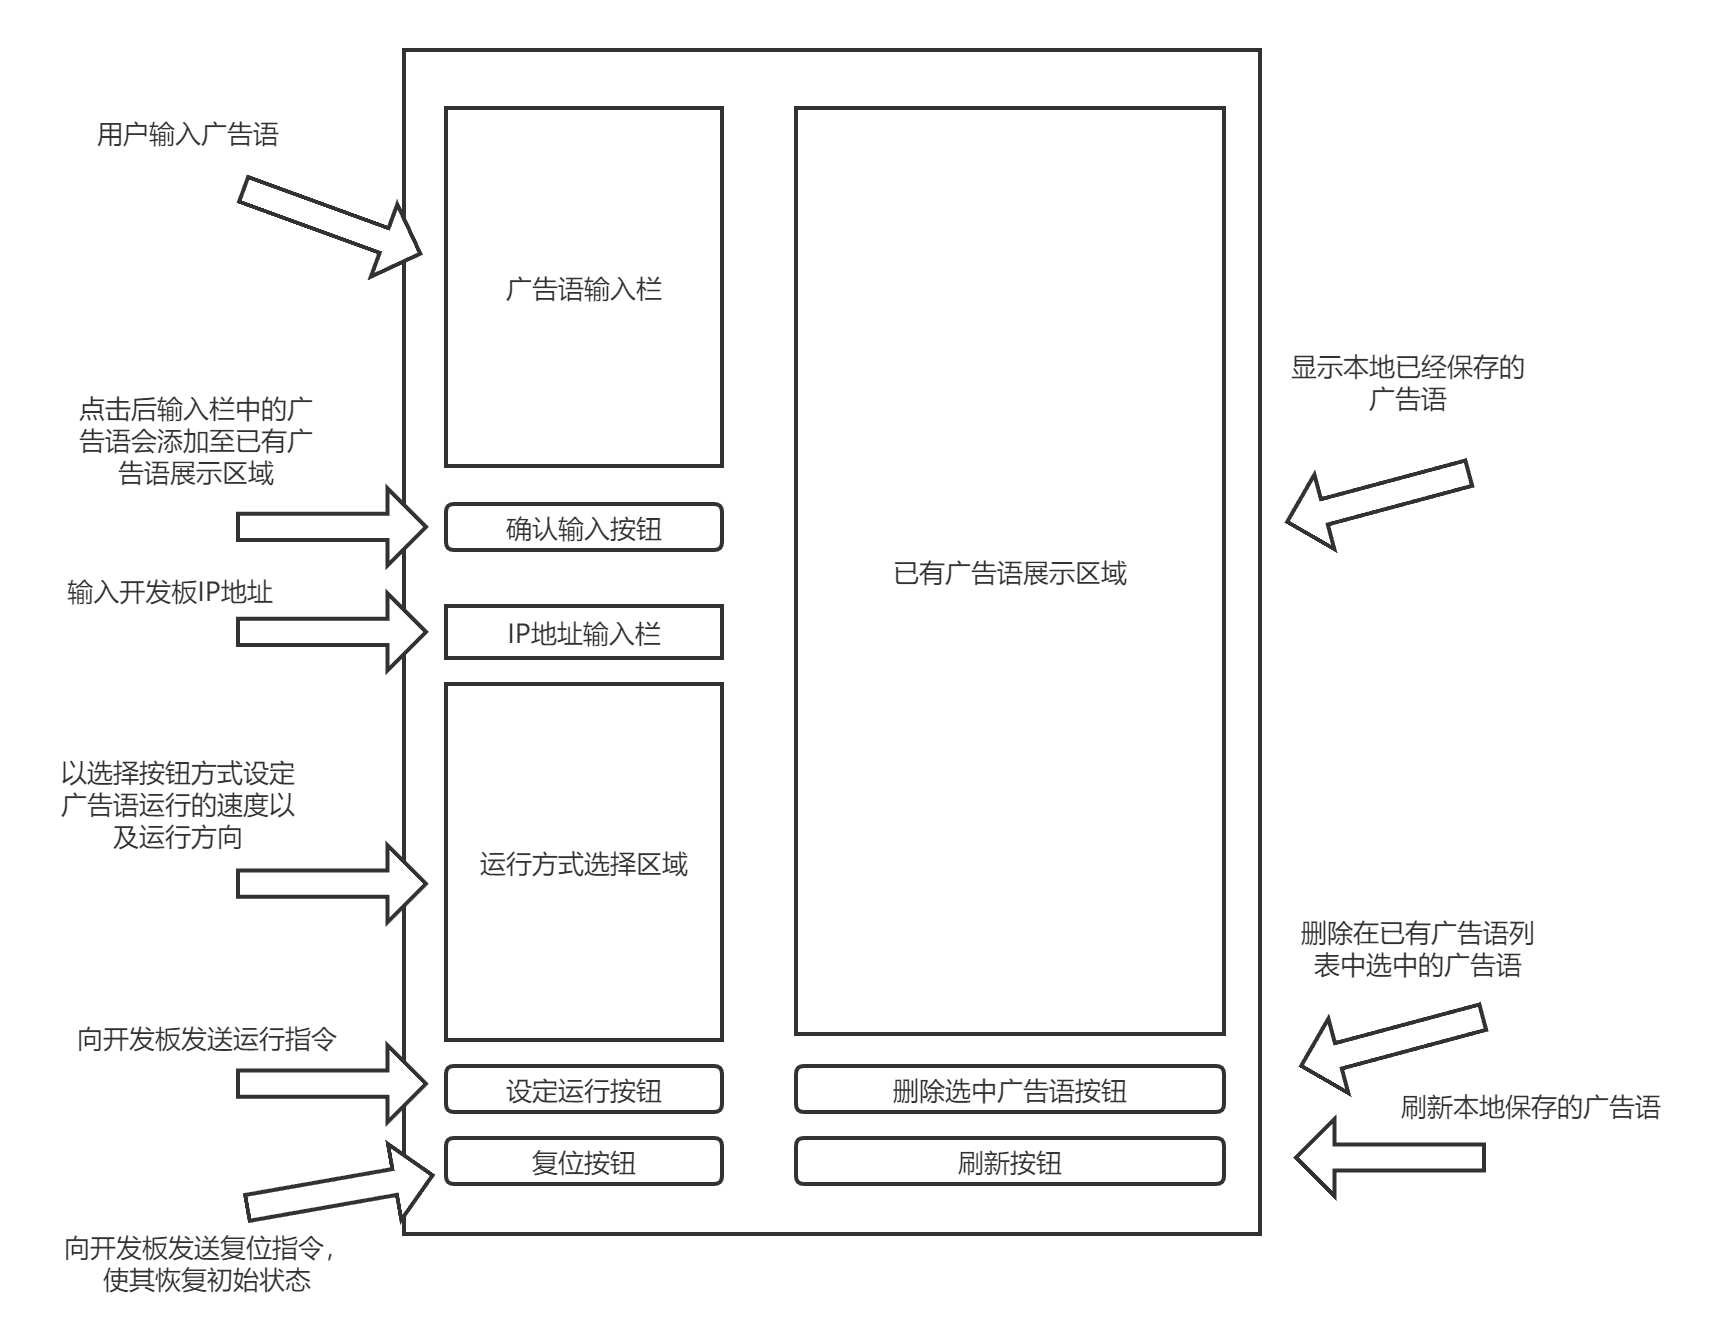 用户输入广告语
广告语输入栏
显示本地已经保存的
广告语
点击后输入栏中的广
告语会添加至已有广
告语展示区域
确认输入按钮
已有广告语展示区域
输入开发板IP地址
IP地址输入栏
以选择按钮方式设定
广告语运行的速度以
及运行方向
运行方式选择区域
删除在已有广告语列
表中选中的广告语
向开发板发送运行指令
设定运行按钮
删除选中广告语按钮
刷新本地保存的广告语
复位按钮
刷新按钮
向开发板发送复位指令，
使其恢复初始状态